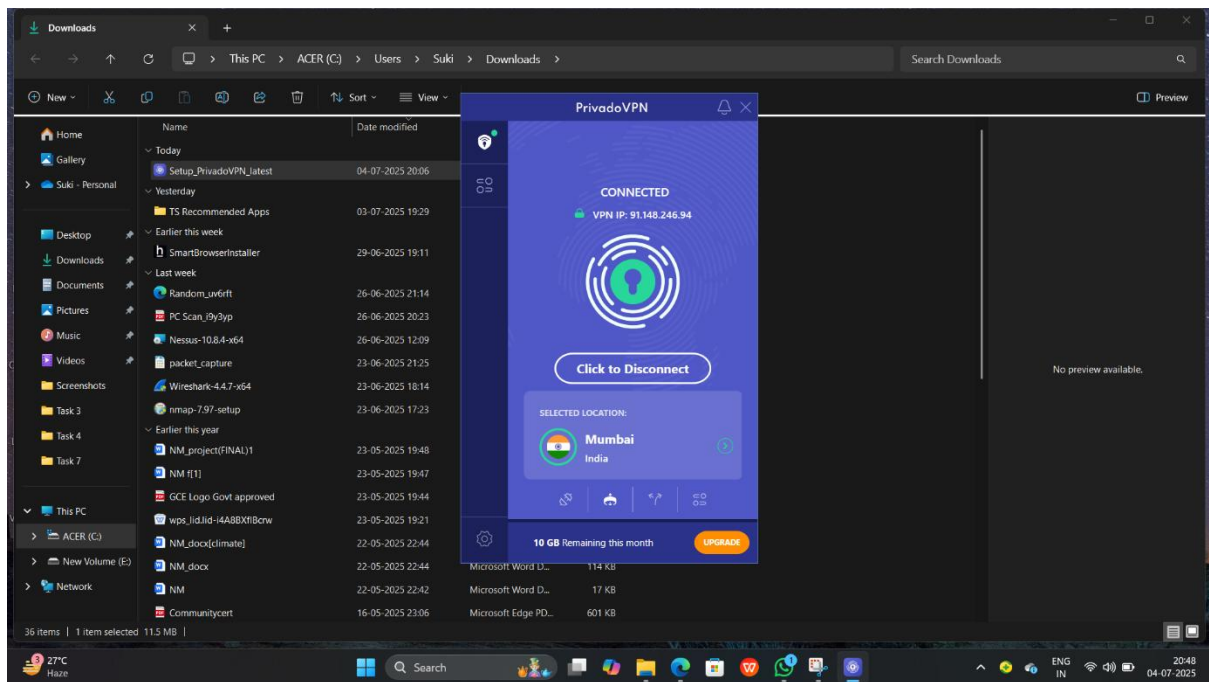 Downloads
This PC > ACER (C:) > Users > Suki > Downloads >
Search Downloads
New
Sort
View
Preview
Home
Gallery
Suki - Personal
Desktop
Downloads
Documents
Pictures
Music
Videos
Screenshots
Task 3
Task 4
Task 7
This PC
ACER (C:)
New Volume (E:)
Network
Name Date modified
Today
Setup_PrivadoVPN_latest 04-07-2025 20:06
Yesterday
TS Recommended Apps 03-07-2025 19:29
Earlier this week
SmartBrowserInstaller 29-06-2025 19:11
Last week
Random_uv6rft 26-06-2025 21:14
PC Scan_i9y3yp 26-06-2025 20:23
Nessus-10.8.4-x64 26-06-2025 12:09
packet_capture 23-06-2025 21:25
Wireshark-4.4.7-x64 23-06-2025 18:14
nmap-7.97-setup 23-06-2025 17:23
Earlier this year
NM_project(FINAL)1 23-05-2025 19:48
NM f[1] 23-05-2025 19:47
GCE Logo Govt approved 23-05-2025 19:44
wps_lid.lid-i4A8BXfIBcrw 23-05-2025 19:21
NM_docx[climate] 22-05-2025 22:44
NM_docx 22-05-2025 22:44 Microsoft Word D... 114 KB
NM 22-05-2025 22:42 Microsoft Word D... 17 KB
Communitycert 16-05-2025 23:06 Microsoft Edge PD... 601 KB
PrivadoVPN
CONNECTED
VPN IP: 91.148.246.94
Click to Disconnect
SELECTED LOCATION:
Mumbai
India
10 GB Remaining this month
UPGRADE
No preview available.
36 items | 1 item selected 11.5 MB |
3
27°C
Haze
Search
1
ENG
IN
20:48
04-07-2025